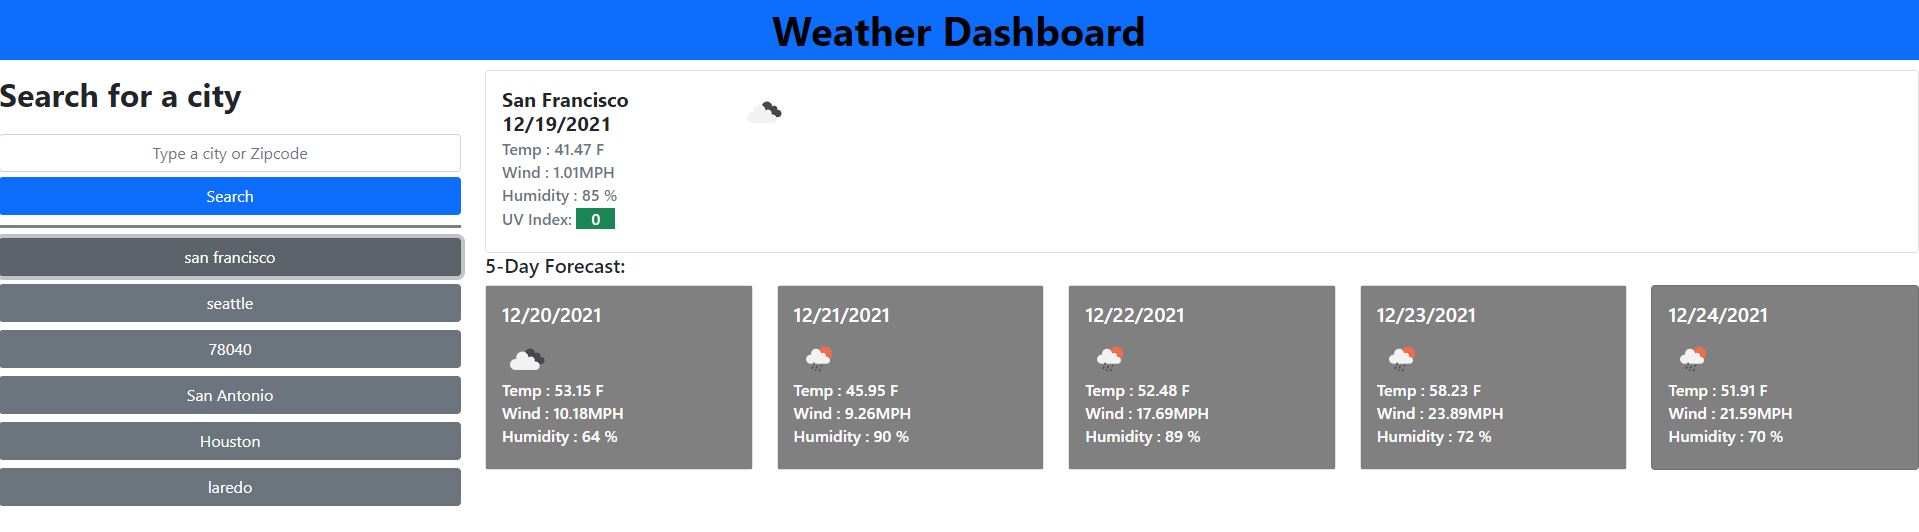 Weather Dashboard
Search for a city
Type a city or Zipcode
Search
san francisco
seattle
78040
San Antonio
Houston
laredo
San Francisco
12/19/2021
Temp : 41.47 F
Wind : 1.01MPH
Humidity : 85 %
UV Index: 0
5-Day Forecast:
12/20/2021
Temp : 53.15 F
Wind : 10.18MPH
Humidity : 64 %
12/21/2021
Temp : 45.95 F
Wind : 9.26MPH
Humidity : 90 %
12/22/2021
Temp : 52.48 F
Wind : 17.69MPH
Humidity : 89 %
12/23/2021
Temp : 58.23 F
Wind : 23.89MPH
Humidity : 72 %
12/24/2021
Temp : 51.91 F
Wind : 21.59MPH
Humidity : 70 %